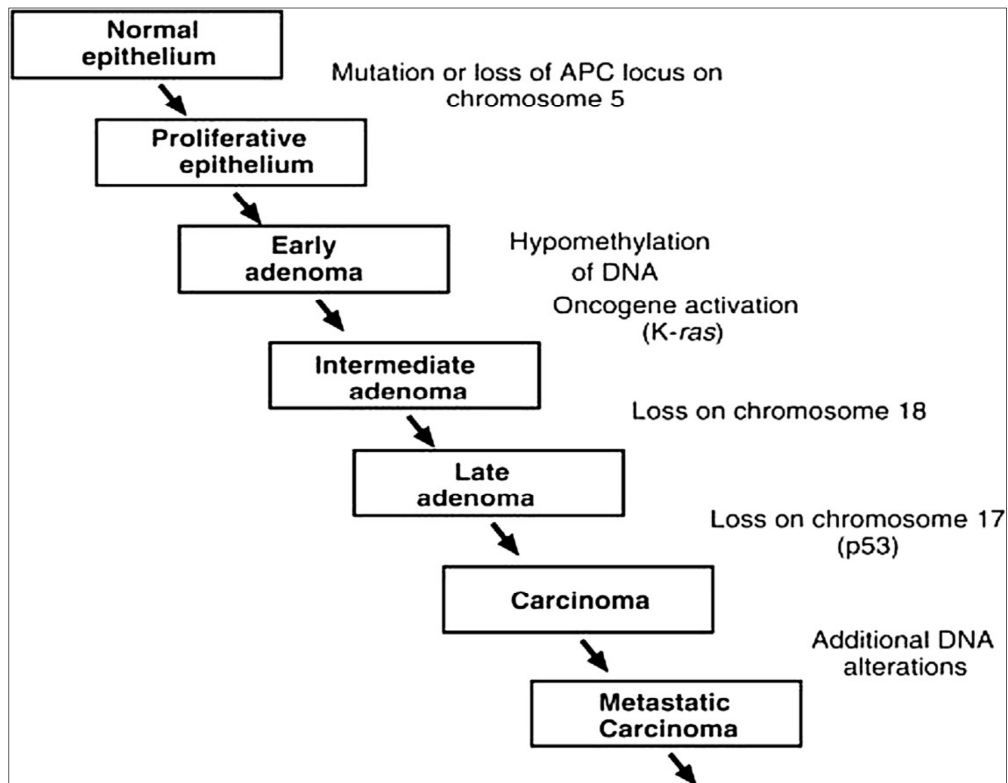 Normal
epithelium
Mutation or loss of APC locus on
chromosome 5
Proliferative
epithelium
Early
adenoma
Hypomethylation
of DNA
Oncogene activation
(K-ras)
Intermediate
adenoma
Loss on chromosome 18
Late
adenoma
Loss on chromosome 17
(p53)
Carcinoma
Additional DNA
alterations
Metastatic
Carcinoma